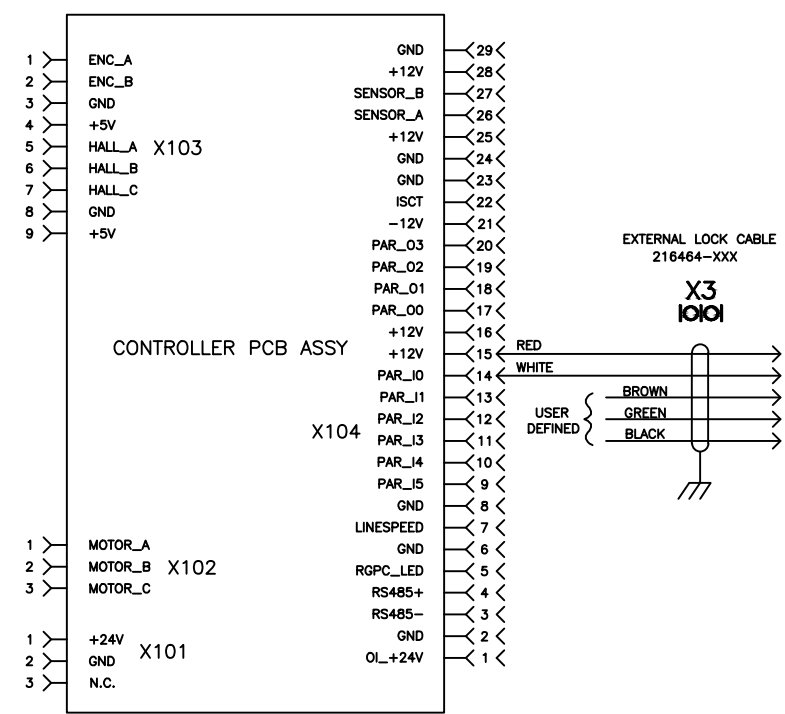 1 ENC_A
2 ENC_B
3 GND
4 +5V
5 HALL_A
6 HALL_B
7 HALL_C
8 GND
9 +5V
X103
CONTROLLER PCB ASSY
1 MOTOR_A
2 MOTOR_B
3 MOTOR_C
X102
1 +24V
2 GND
3 N.C.
X101
GND 29
+12V 28
SENSOR_B 27
SENSOR_A 26
+12V 25
GND 24
GND 23
ISCT 22
-12V 21
PAR_O3 20
PAR_O2 19
PAR_O1 18
PAR_O0 17
+12V 16
+12V 15 RED
PAR_I0 14 WHITE
PAR_I1 13
PAR_I2 12
PAR_I3 11
PAR_I4 10
PAR_I5 9
GND 8
LINESPEED 7
GND 6
RGPC_LED 5
RS485+ 4
RS485- 3
GND 2
OI_+24V 1
X104
EXTERNAL LOCK CABLE
216464-XXX
X3
USER
DEFINED
BROWN
GREEN
BLACK